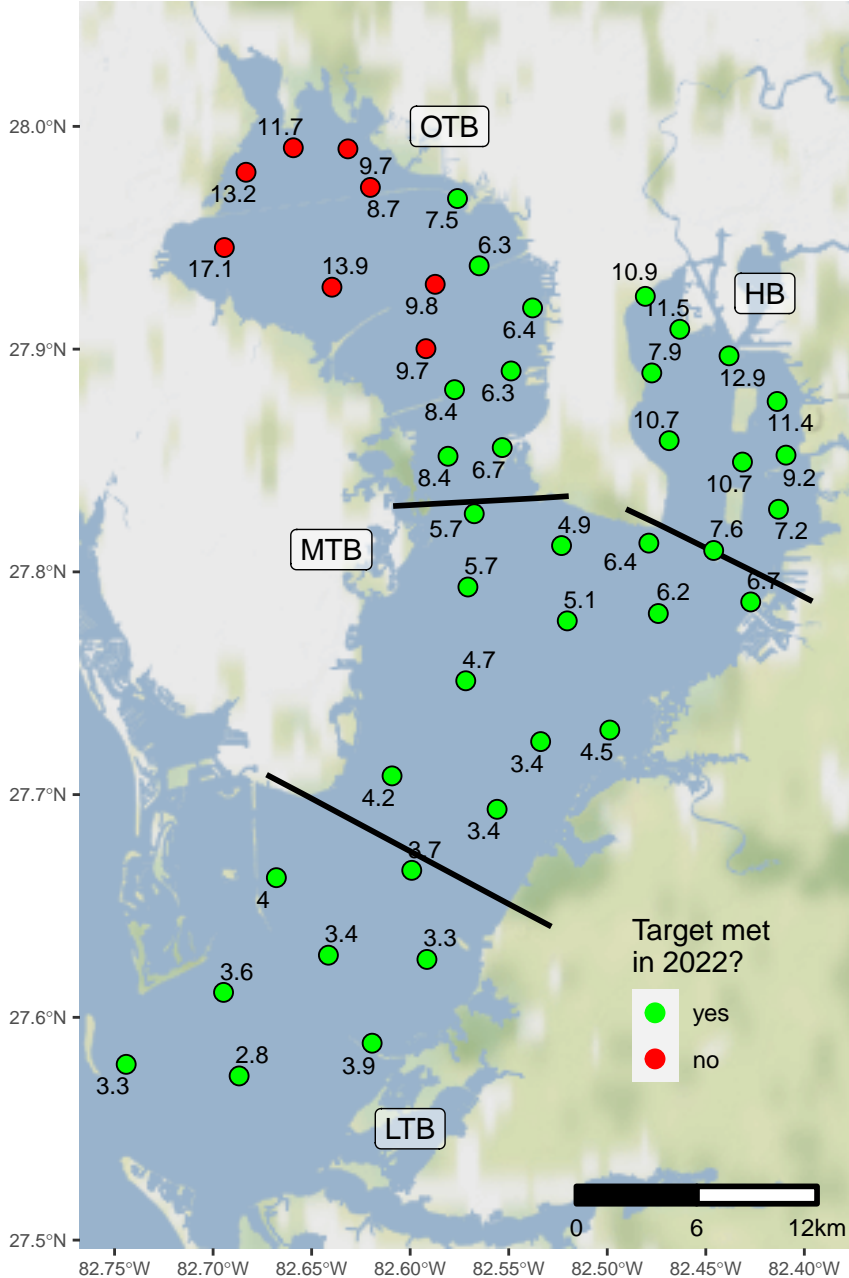 28.0°N
11.7
OTB
9.7
13.2
8.7
7.5
6.3
17.1
13.9
10.9
HB
9.8
11.5
6.4
27.9°N
9.7
7.9
12.9
8.4
6.3
11.4
10.7
8.4
6.7
10.7
9.2
5.7
4.9
7.6
7.2
MTB
6.4
27.8°N
5.7
6.7
5.1
6.2
4.7
3.4
4.5
27.7°N
4.2
3.4
3.7
4
Target met
in 2022?
3.4
3.3
3.6
yes
27.6°N
no
3.3
2.8
3.9
LTB
0 6 12km
27.5°N
82.75°W 82.70°W 82.65°W 82.60°W 82.55°W 82.50°W 82.45°W 82.40°W